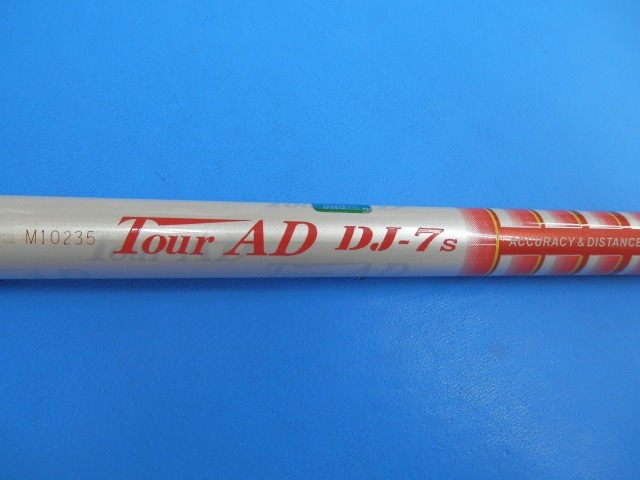 M10235 Tour AD DJ-7s ACCURACY & DISTANCE